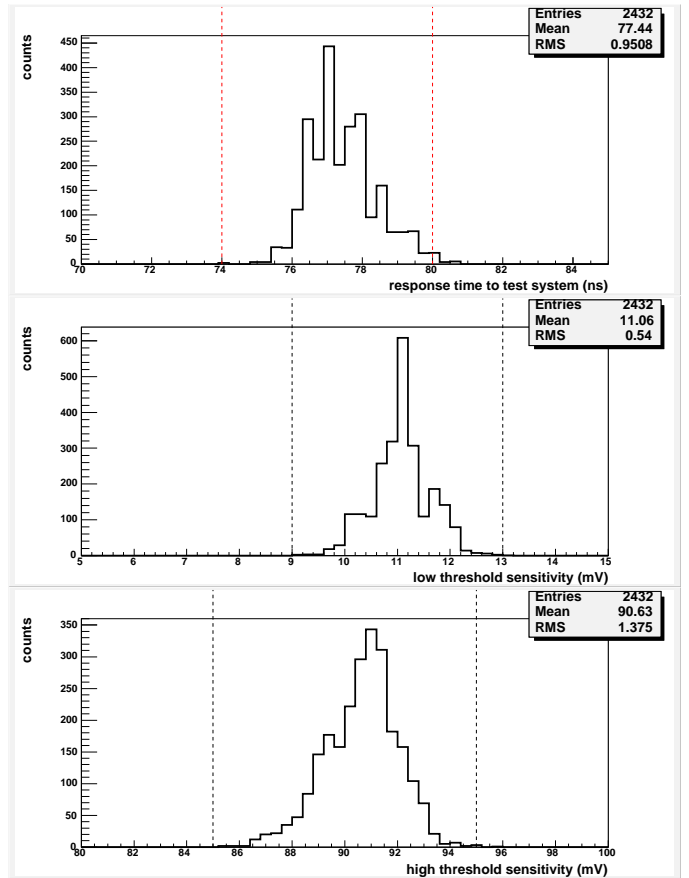 Entries 2432
Mean 77.44
RMS 0.9508
counts
450
400
350
300
250
200
150
100
50
0
70 72 74 76 78 80 82 84
response time to test system (ns)
Entries 2432
Mean 11.06
RMS 0.54
counts
600
500
400
300
200
100
0
5 6 7 8 9 10 11 12 13 14 15
low threshold sensitivity (mV)
Entries 2432
Mean 90.63
RMS 1.375
counts
350
300
250
200
150
100
50
0
80 82 84 86 88 90 92 94 96 98 100
high threshold sensitivity (mV)